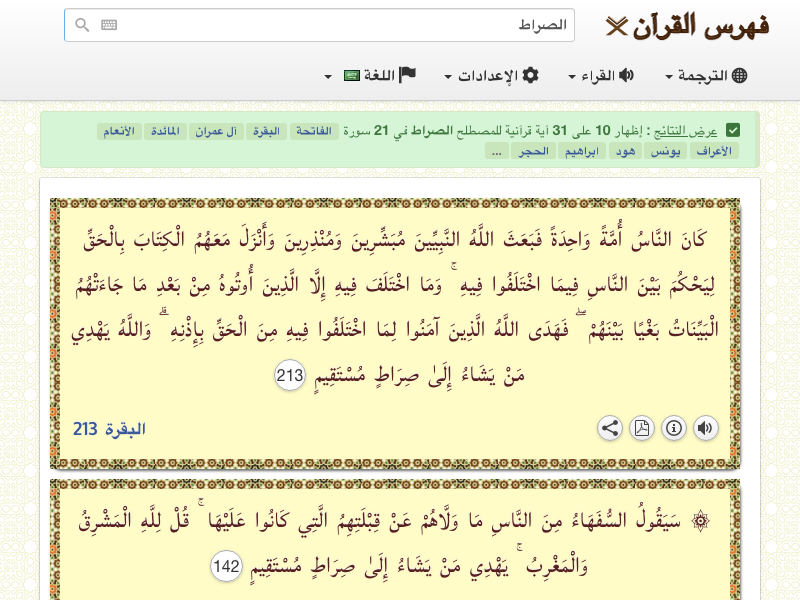 فهرس القرآن
الصراط
الترجمة
القراء
الإعدادات
اللغة
عرض النتائج : إظهار 10 على 31 آية قرآنية للمصطلح الصراط في 21 سورة الفاتحة البقرة آل عمران المائدة الأنعام
الأعراف يونس هود ابراهيم الحجر ...
كَانَ النَّاسُ أُمَّةً وَاحِدَةً فَبَعَثَ اللَّهُ النَّبِيِّينَ مُبَشِّرِينَ وَمُنْذِرِينَ وَأَنْزَلَ مَعَهُمُ الْكِتَابَ بِالْحَقِّ
لِيَحْكُمَ بَيْنَ النَّاسِ فِيمَا اخْتَلَفُوا فِيهِ ۚ وَمَا اخْتَلَفَ فِيهِ إِلَّا الَّذِينَ أُوتُوهُ مِنْ بَعْدِ مَا جَاءَتْهُمُ
الْبَيِّنَاتُ بَغْيًا بَيْنَهُمْ ۖ فَهَدَى اللَّهُ الَّذِينَ آمَنُوا لِمَا اخْتَلَفُوا فِيهِ مِنَ الْحَقِّ بِإِذْنِهِ ۗ وَاللَّهُ يَهْدِي
مَنْ يَشَاءُ إِلَىٰ صِرَاطٍ مُسْتَقِيمٍ 213
البقرة 213
۞ سَيَقُولُ السُّفَهَاءُ مِنَ النَّاسِ مَا وَلَّاهُمْ عَنْ قِبْلَتِهِمُ الَّتِي كَانُوا عَلَيْهَا ۚ قُلْ لِلَّهِ الْمَشْرِقُ
وَالْمَغْرِبُ ۚ يَهْدِي مَنْ يَشَاءُ إِلَىٰ صِرَاطٍ مُسْتَقِيمٍ 142